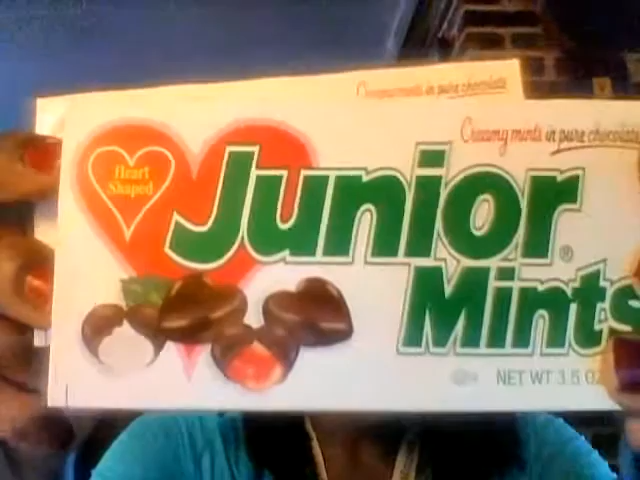 Creamy mints in pure chocolate
Creamy mints in pure chocolate
Heart
Shaped
Junior
®
Mints
NET WT 3.5 OZ